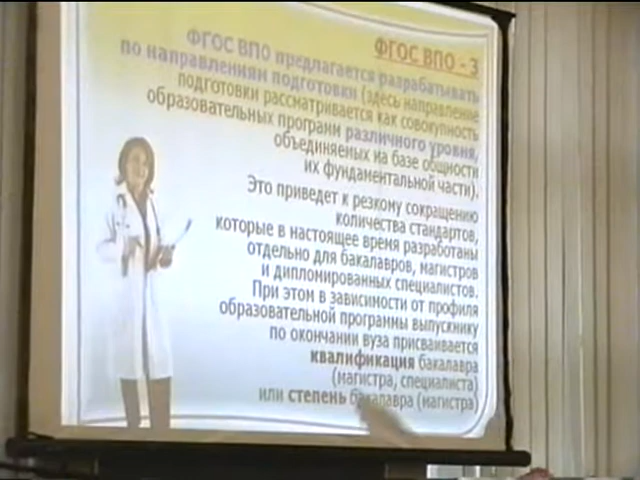 ФГОС ВПО - 3
ФГОС ВПО предлагается разрабатывать
по направлениям подготовки (здесь направление
подготовки рассматривается как совокупность
образовательных программ различного уровня,
объединяемых на базе общности
их фундаментальной части).
Это приведет к резкому сокращению
количества стандартов,
которые в настоящее время разработаны
отдельно для бакалавров, магистров
и дипломированных специалистов.
При этом в зависимости от профиля
образовательной программы выпускнику
по окончании вуза присваивается
квалификация бакалавра
(магистра, специалиста)
или степень бакалавра (магистра)